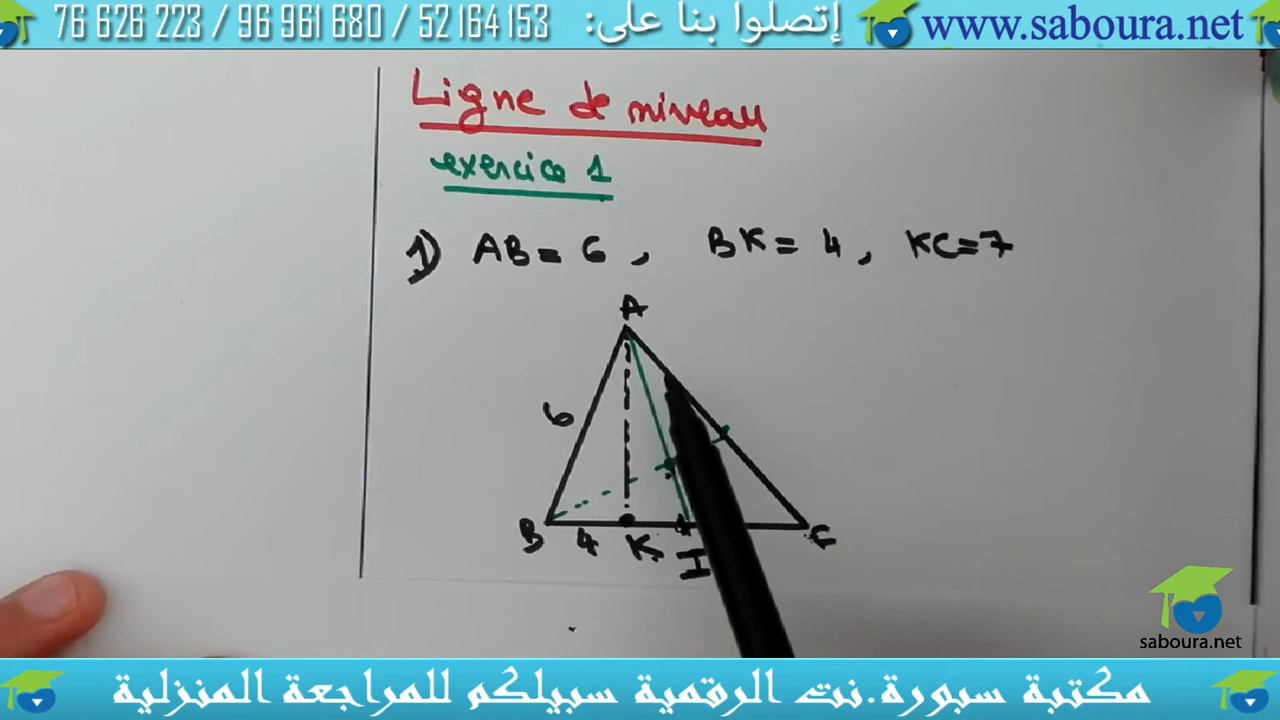 76 626 223 / 96 961 680 / 52 164 153 إتصلوا بنا على: www.saboura.net
Ligne de niveau
exercice 1
1) AB = 6 , BK = 4 , KC = 7
A
6
B 4 K I C
saboura.net
مكتبة سبورة.نت الرقمية سبيلكم للمراجعة المنزلية